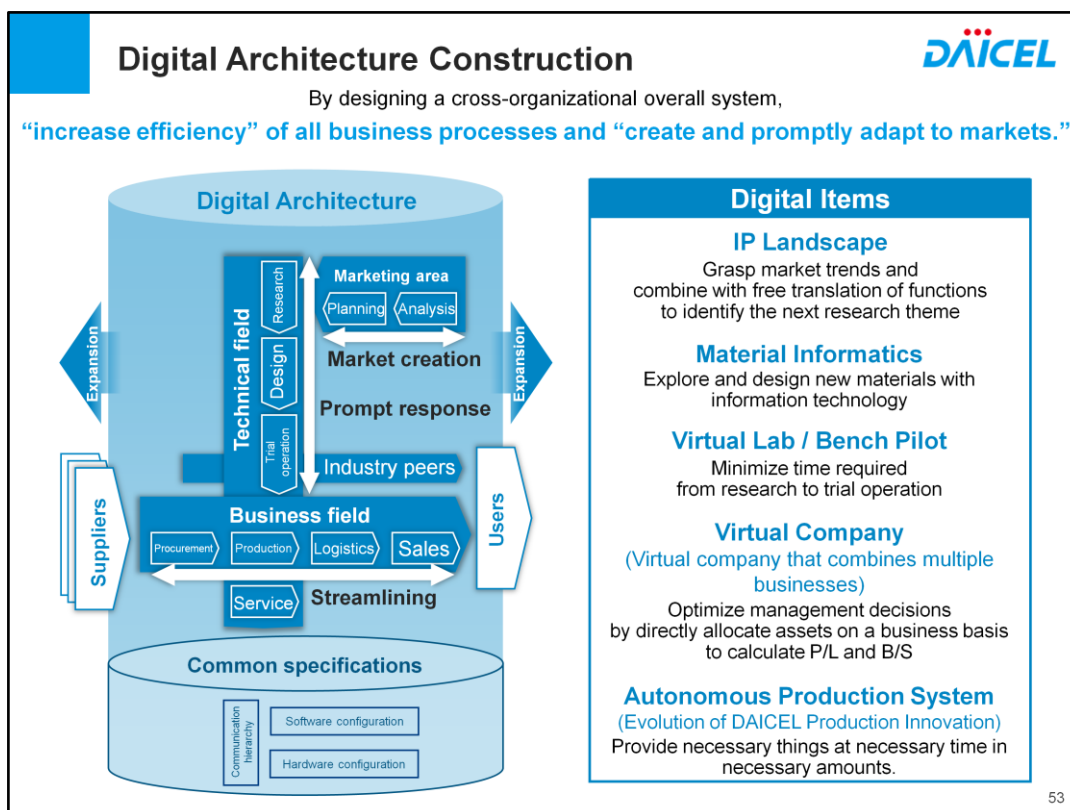 Digital Architecture Construction
DAICEL
By designing a cross-organizational overall system,
“increase efficiency” of all business processes and “create and promptly adapt to markets.”
Digital Architecture
Expansion
Technical field
Research
Design
Trial
operation
Marketing area
Planning
Analysis
Market creation
Prompt response
Expansion
Industry peers
Suppliers
Business field
Procurement
Production
Logistics
Sales
Users
Streamlining
Service
Common specifications
Communication
hierarchy
Software configuration
Hardware configuration
Digital Items
IP Landscape
Grasp market trends and
combine with free translation of functions
to identify the next research theme
Material Informatics
Explore and design new materials with
information technology
Virtual Lab / Bench Pilot
Minimize time required
from research to trial operation
Virtual Company
(Virtual company that combines multiple
businesses)
Optimize management decisions
by directly allocate assets on a business basis
to calculate P/L and B/S
Autonomous Production System
(Evolution of DAICEL Production Innovation)
Provide necessary things at necessary time in
necessary amounts.
53